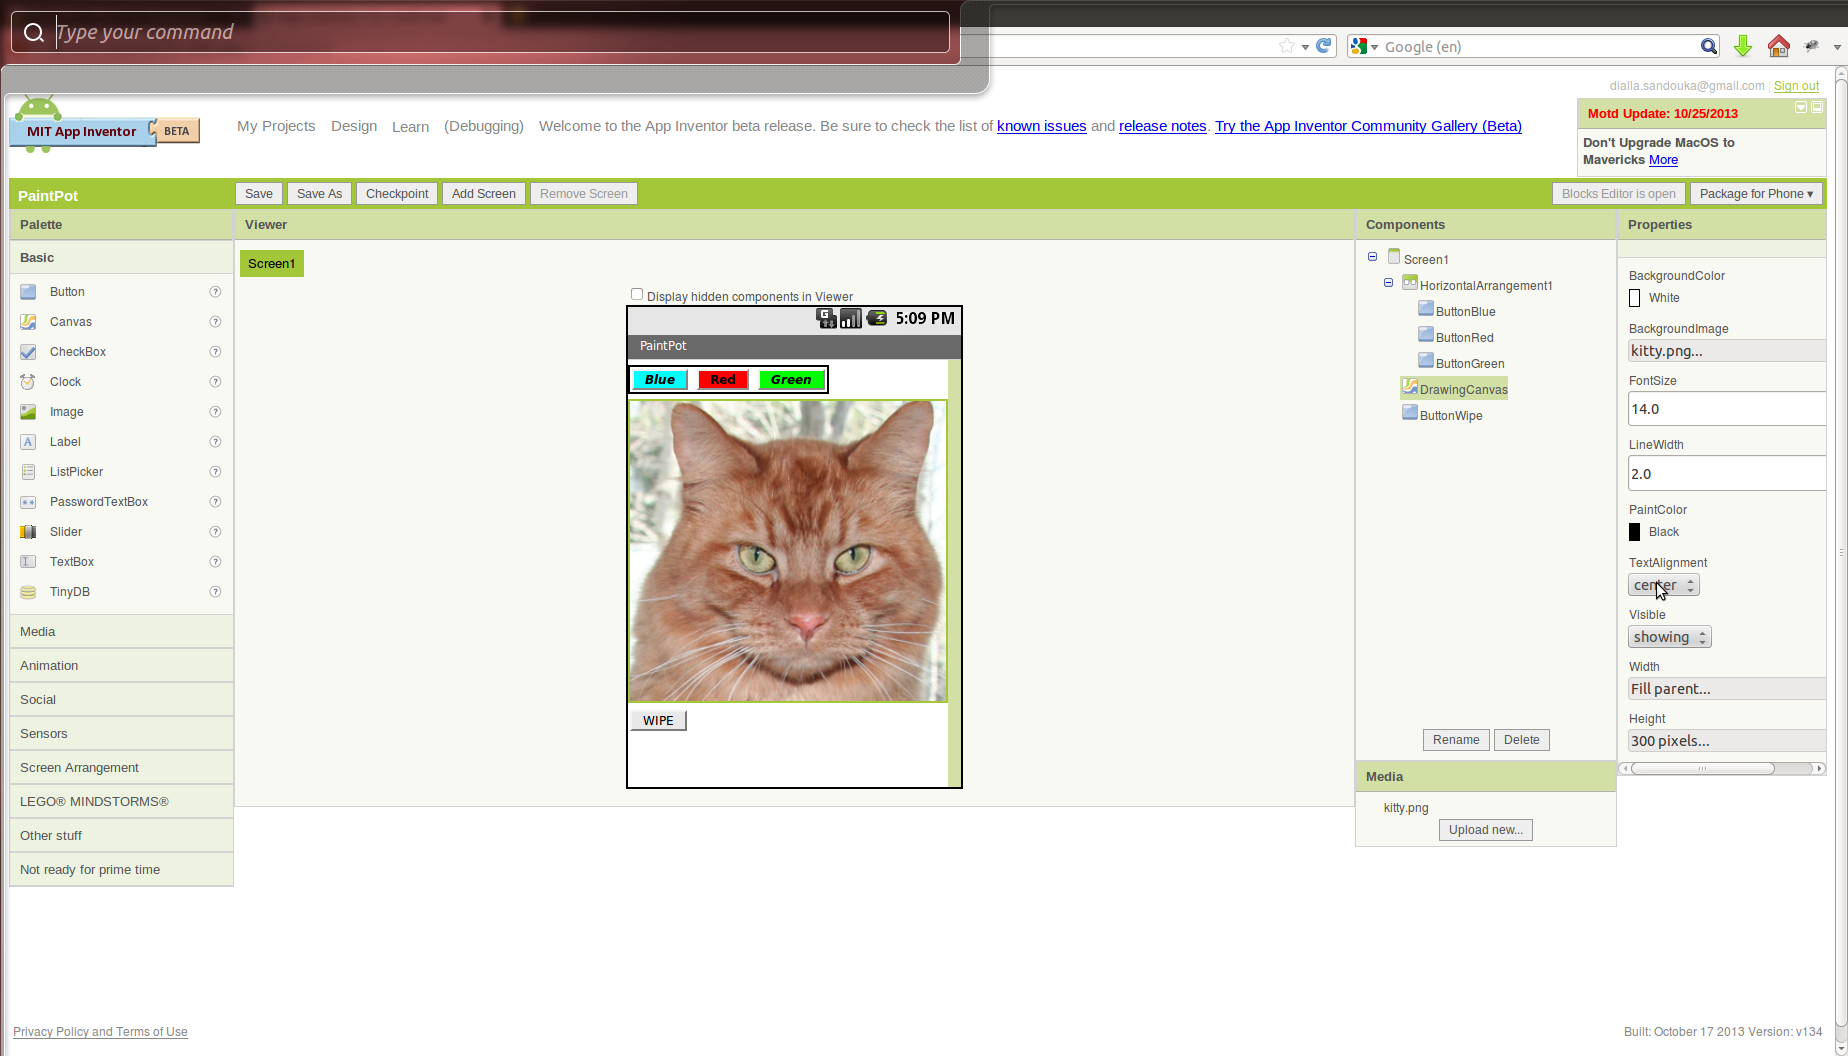 Type your command
Google (en)
dialla.sandouka@gmail.com | Sign out
MIT App Inventor BETA
My Projects Design Learn (Debugging) Welcome to the App Inventor beta release. Be sure to check the list of known issues and release notes. Try the App Inventor Community Gallery (Beta)
Motd Update: 10/25/2013
Don't Upgrade MacOS to
Mavericks More
PaintPot
Save Save As Checkpoint Add Screen Remove Screen
Blocks Editor is open Package for Phone ▾
Palette
Basic
Button ?
Canvas ?
CheckBox ?
Clock ?
Image ?
A Label ?
ListPicker ?
PasswordTextBox ?
Slider ?
TextBox ?
TinyDB ?
Media
Animation
Social
Sensors
Screen Arrangement
LEGO® MINDSTORMS®
Other stuff
Not ready for prime time
Viewer
Screen1
Display hidden components in Viewer
G 5:09 PM
PaintPot
Blue Red Green
WIPE
Components
Screen1
HorizontalArrangement1
ButtonBlue
ButtonRed
ButtonGreen
DrawingCanvas
ButtonWipe
Rename Delete
Media
kitty.png
Upload new...
Properties
BackgroundColor
White
BackgroundImage
kitty.png...
FontSize
14.0
LineWidth
2.0
PaintColor
Black
TextAlignment
center
Visible
showing
Width
Fill parent...
Height
300 pixels...
Privacy Policy and Terms of Use
Built: October 17 2013 Version: v134